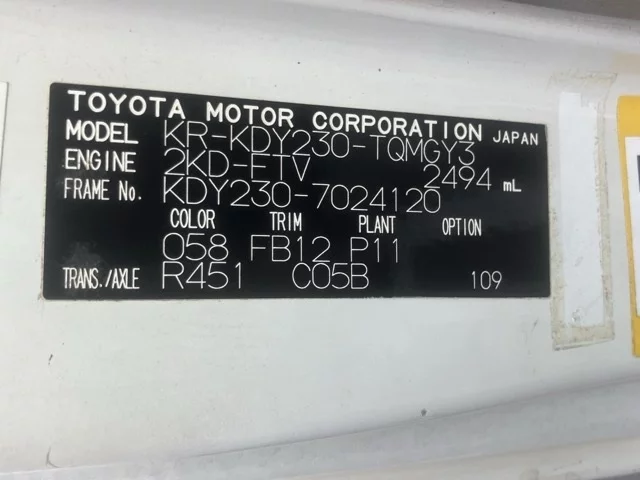 TOYOTA MOTOR CORPORATION JAPAN
MODEL KR-KDY230-TQMGY3
ENGINE 2KD-FTV 2494 mL
FRAME No. KDY230-7024120
COLOR TRIM PLANT OPTION
058 FB12 P11
TRANS./AXLE R451 C05B 109